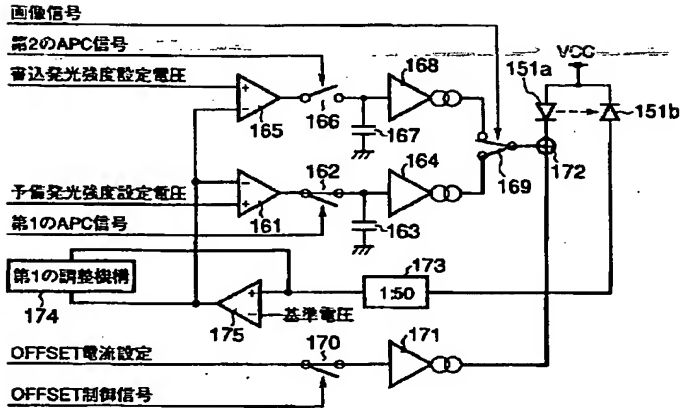 画像信号
第2のAPC信号
書込発光強度設定電圧
VCC
168
151a
151b
165
166
167
172
162
164
169
予備発光強度設定電圧
161
163
第1のAPC信号
173
第1の調整機構
1:50
174
175
基準電圧
170
171
OFFSET電流設定
OFFSET制御信号